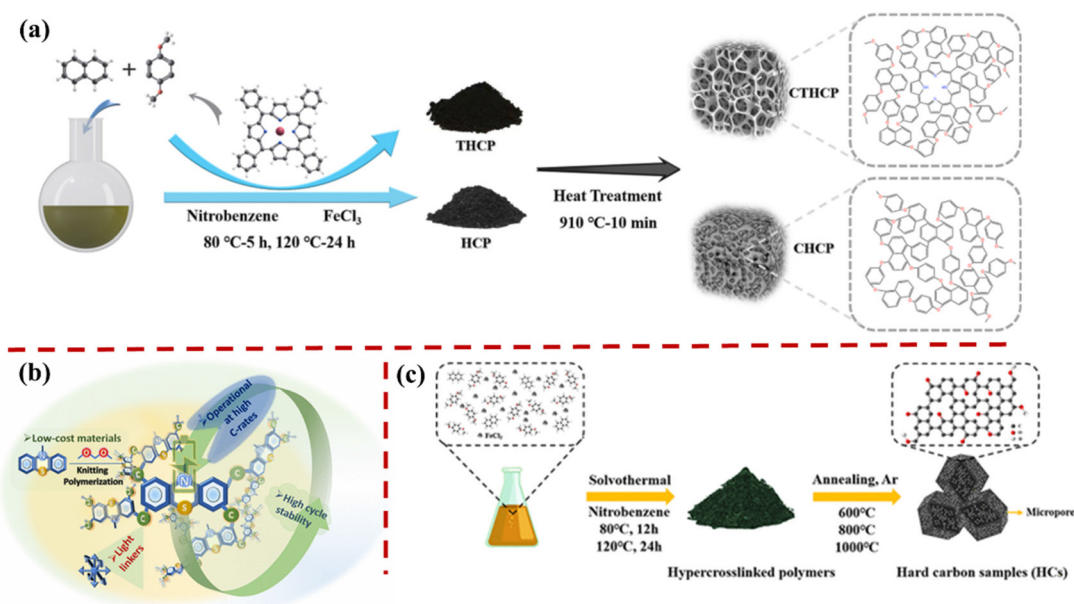 (a)
+
THCP
Nitrobenzene FeCl₃
80 ℃-5 h, 120 ℃-24 h
HCP
Heat Treatment
910 ℃-10 min
CTHCP
CHCP
(b)
➢Low-cost materials
Knitting
Polymerization
➢Operational
at high
C-rates
➢High cycle
stability
➢Light
linkers
N
S
C
C
C
C
(c)
FeCl₃
Solvothermal
Nitrobenzene
80℃, 12h
120℃, 24h
Hypercrosslinked polymers
Annealing, Ar
600℃
800℃
1000℃
Micropore
Hard carbon samples (HCs)